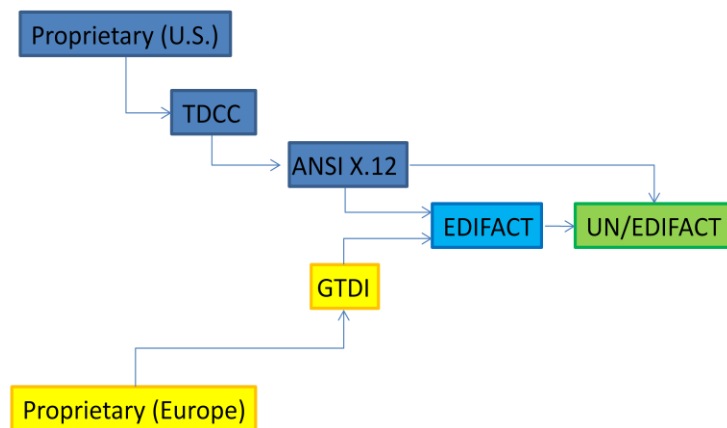 Proprietary (U.S.)
TDCC
ANSI X.12
EDIFACT
UN/EDIFACT
GTDI
Proprietary (Europe)